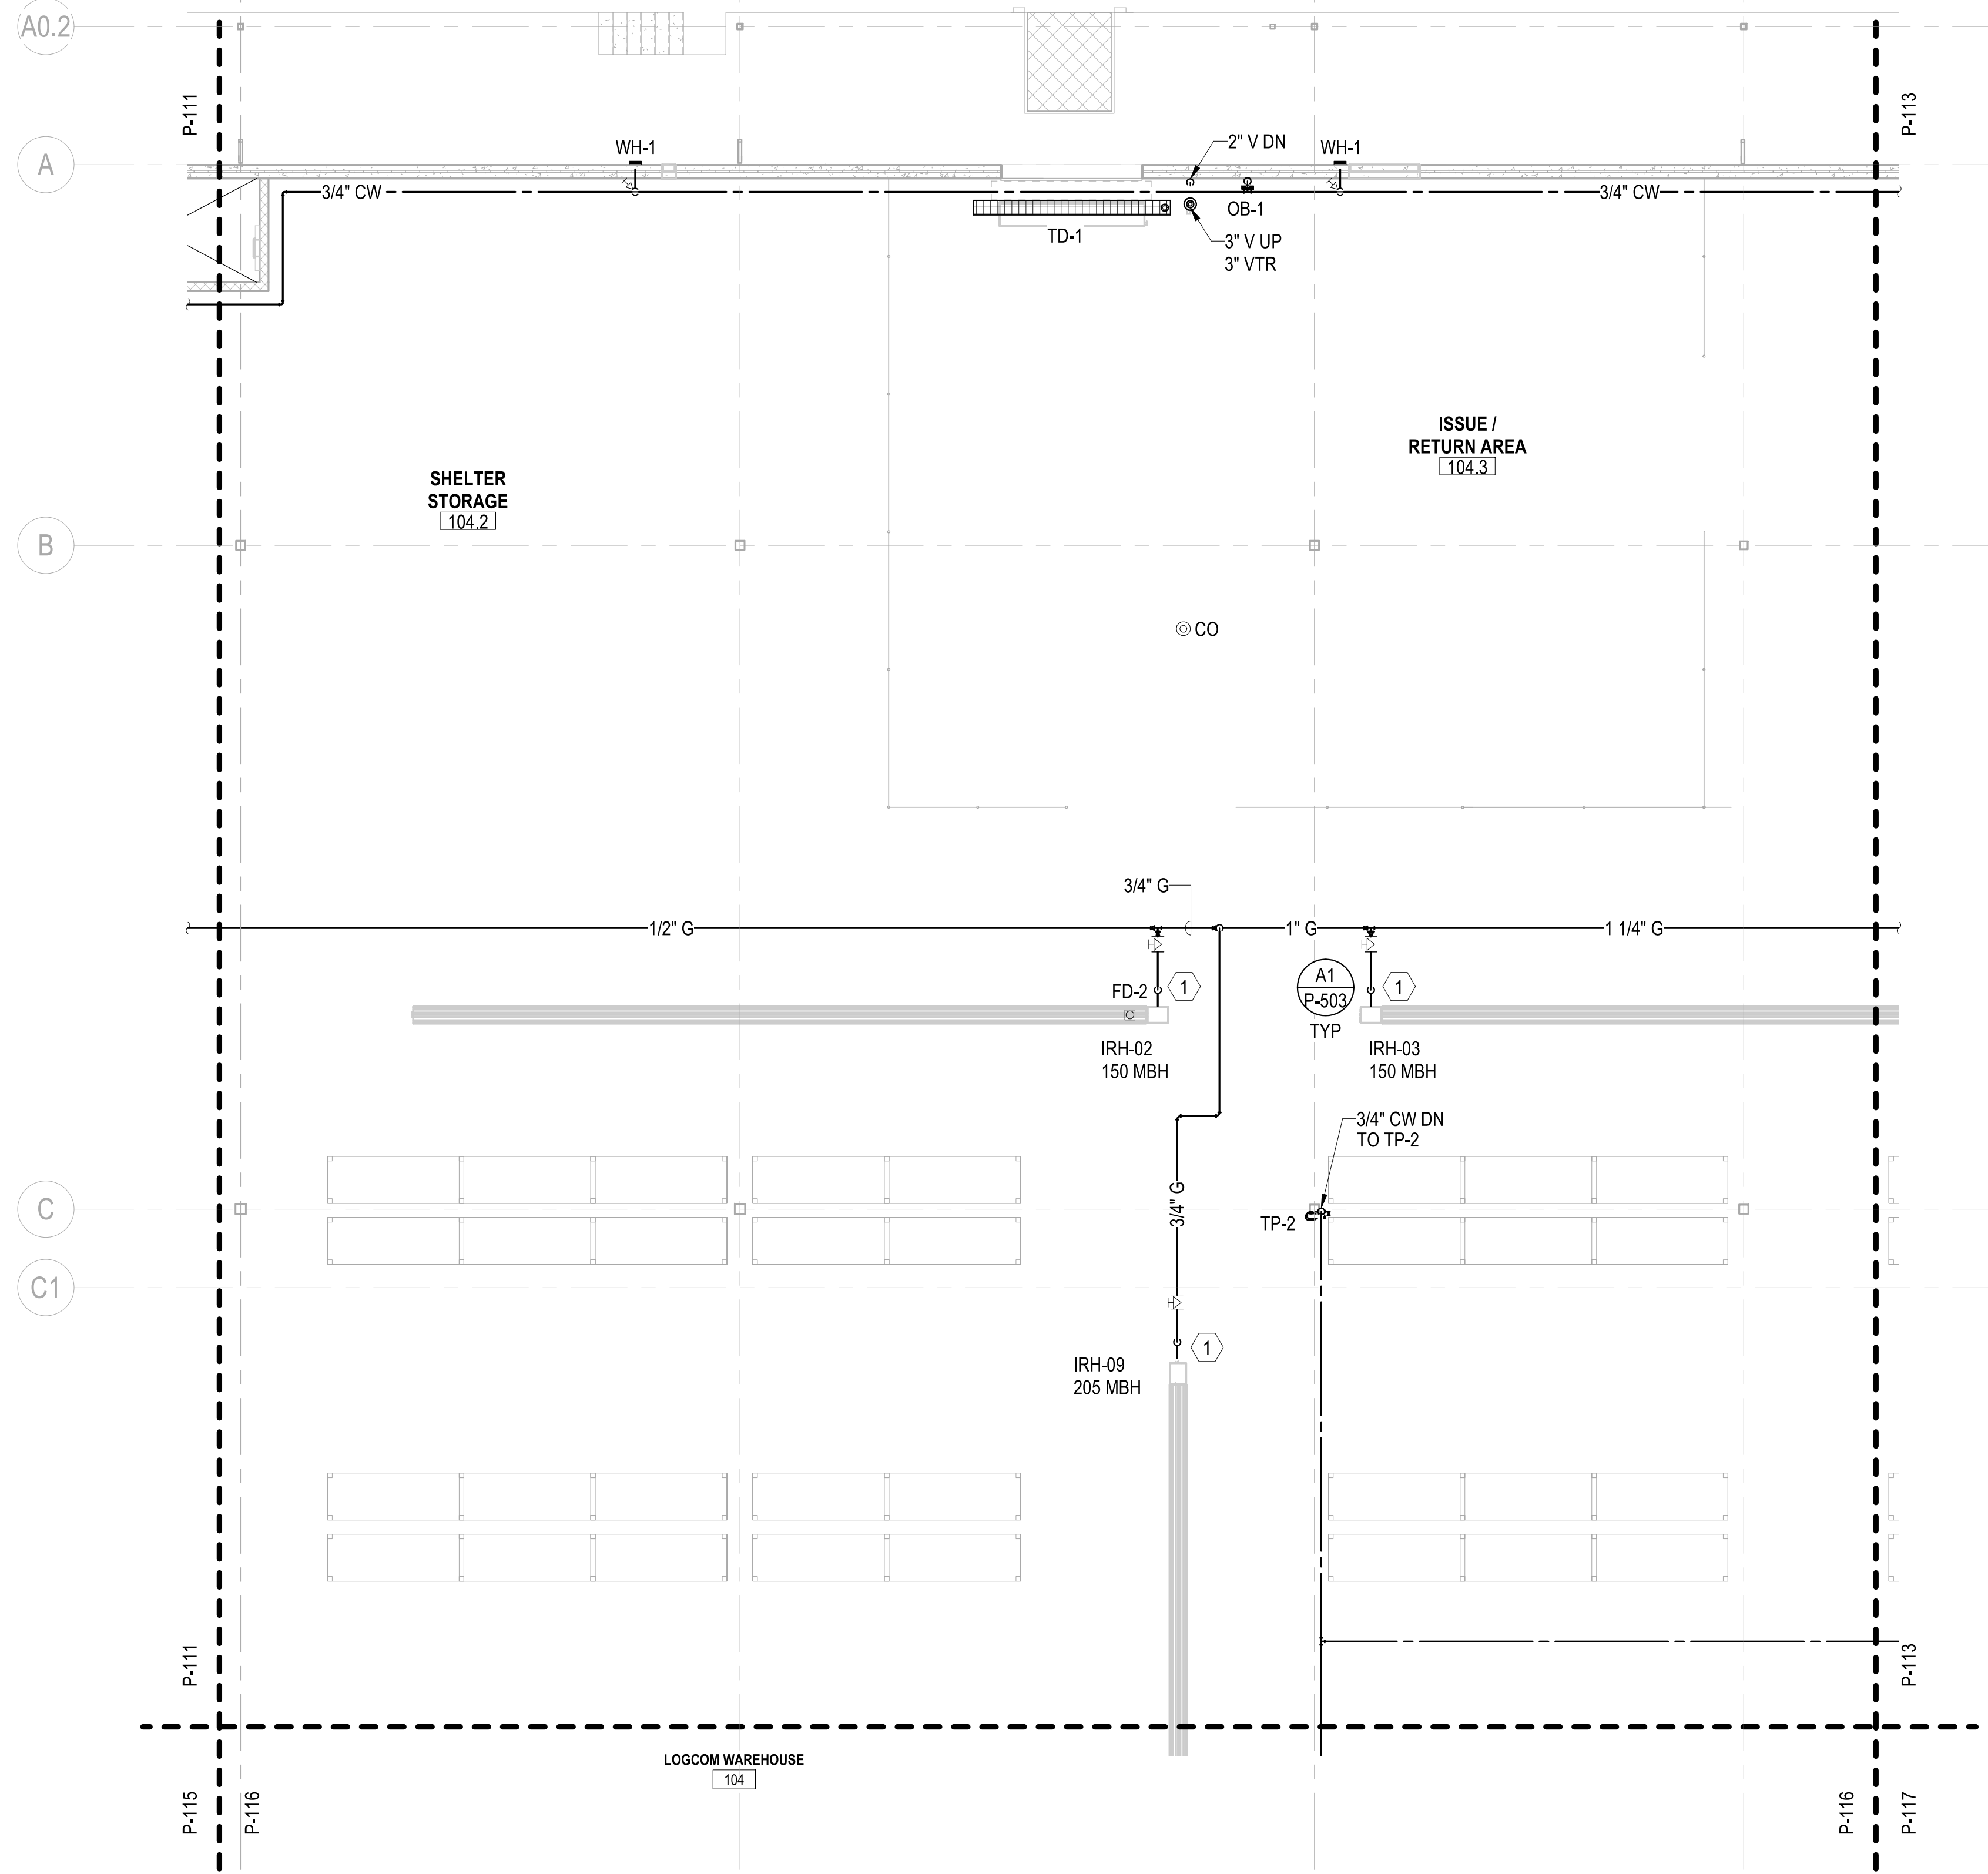 A0.2
P-111
P-113
A
WH-1
2" V DN
WH-1
3/4" CW
3/4" CW
OB-1
TD-1
3" V UP
3" VTR
ISSUE /
RETURN AREA
104.3
SHELTER
STORAGE
104.2
B
CO
3/4" G
1/2" G
1" G
1 1/4" G
FD-2
1
A1
P-503
TYP
1
IRH-02
150 MBH
IRH-03
150 MBH
3/4" CW DN
TO TP-2
C
3/4" G
TP-2
C1
1
IRH-09
205 MBH
P-111
P-113
LOGCOM WAREHOUSE
104
P-115
P-116
P-116
P-117